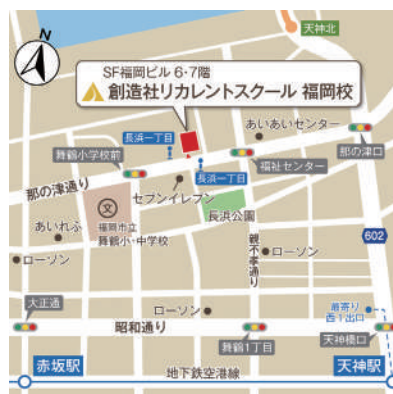 N
天神北
SF福岡ビル 6・7階
創造社リカレントスクール 福岡校
長浜一丁目
あいあいセンター
那の津口
舞鶴小学校前
福祉センター
長浜一丁目
那の津通り
セブンイレブン
文
長浜公園
あいれふ
福岡市立
舞鶴小・中学校
親不孝通り
602
ローソン
ローソン
大正通
ローソン
最寄り
西1出口
昭和通り
舞鶴1丁目
天神橋口
赤坂駅
天神駅
地下鉄空港線